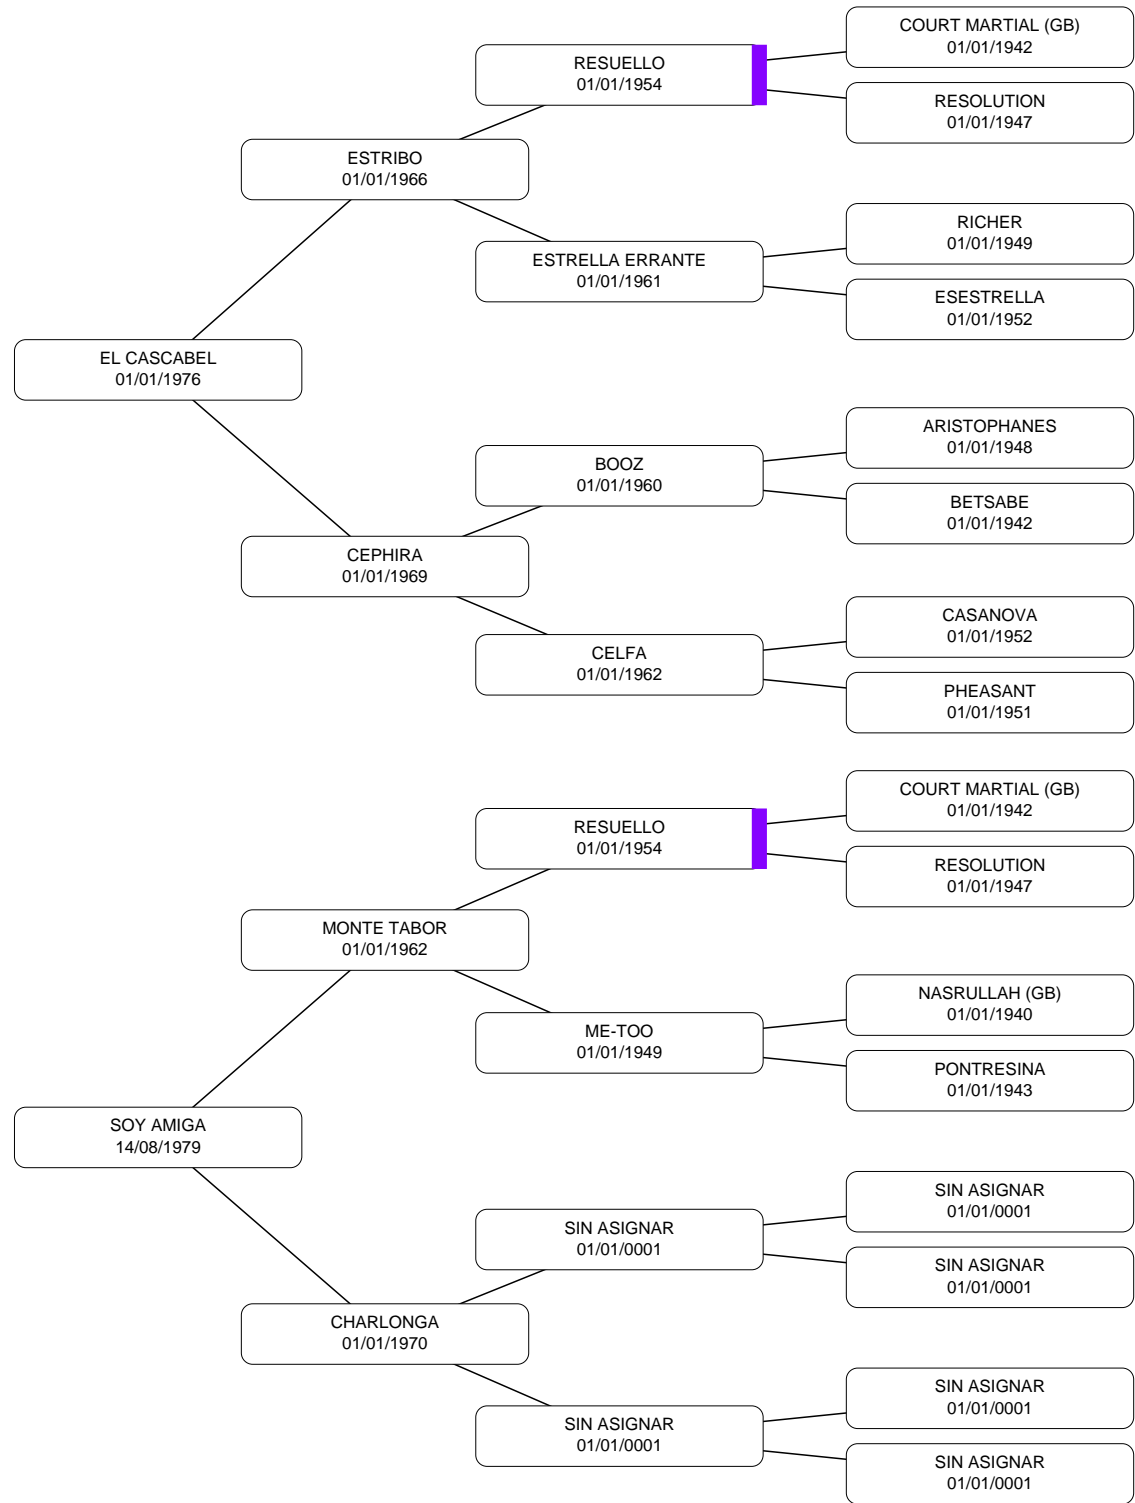 COURT MARTIAL (GB)
01/01/1942
RESUELLO
01/01/1954
RESOLUTION
01/01/1947
ESTRIBO
01/01/1966
RICHER
01/01/1949
ESTRELLA ERRANTE
01/01/1961
ESESTRELLA
01/01/1952
EL CASCABEL
01/01/1976
ARISTOPHANES
01/01/1948
BOOZ
01/01/1960
BETSABE
01/01/1942
CEPHIRA
01/01/1969
CASANOVA
01/01/1952
CELFA
01/01/1962
PHEASANT
01/01/1951
COURT MARTIAL (GB)
01/01/1942
RESUELLO
01/01/1954
RESOLUTION
01/01/1947
MONTE TABOR
01/01/1962
NASRULLAH (GB)
01/01/1940
ME-TOO
01/01/1949
PONTRESINA
01/01/1943
SOY AMIGA
14/08/1979
SIN ASIGNAR
01/01/0001
SIN ASIGNAR
01/01/0001
SIN ASIGNAR
01/01/0001
CHARLONGA
01/01/1970
SIN ASIGNAR
01/01/0001
SIN ASIGNAR
01/01/0001
SIN ASIGNAR
01/01/0001